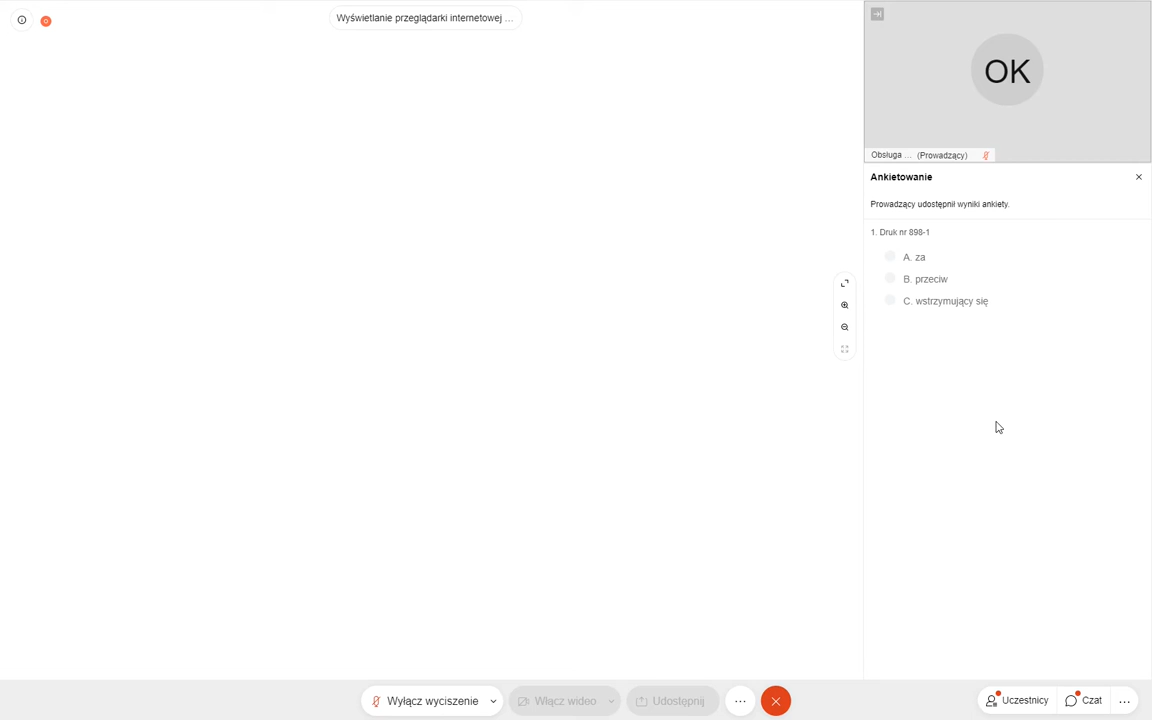 Wyświetlanie przeglądarki internetowej ...
OK
Obsługa ... (Prowadzący)
Ankietowanie
Prowadzący udostępnił wyniki ankiety.
1. Druk nr 898-1
A. za
B. przeciw
C. wstrzymujący się
Wyłącz wyciszenie
Włącz wideo
Udostępnij
...
Uczestnicy
Czat
...